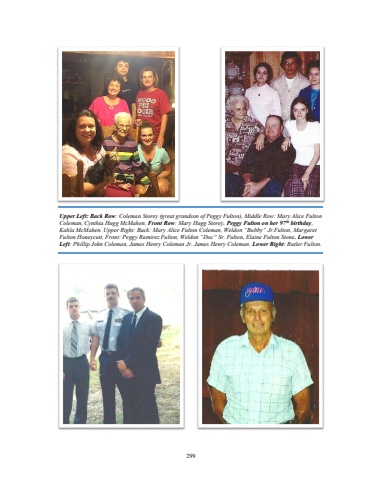 Upper Left: Back Row: Coleman Storey (great grandson of Peggy Fulton), Middle Row: Mary Alice Fulton
Coleman, Cynthia Hugg McMahen, Front Row: Mary Hugg Storey, Peggy Fulton on her 97th birthday,
Kahla McMahen. Upper Right: Back: Mary Alice Fulton Coleman, Weldon "Bubby" Jr.Fulton, Margaret
Fulton Honeycutt, Front: Peggy Ramirez Fulton, Weldon "Doc" Sr. Fulton, Elaine Fulton Stone. Lower
Left: Phillip John Coleman, James Henry Coleman Jr. James Henry Coleman. Lower Right: Butler Fulton.
299